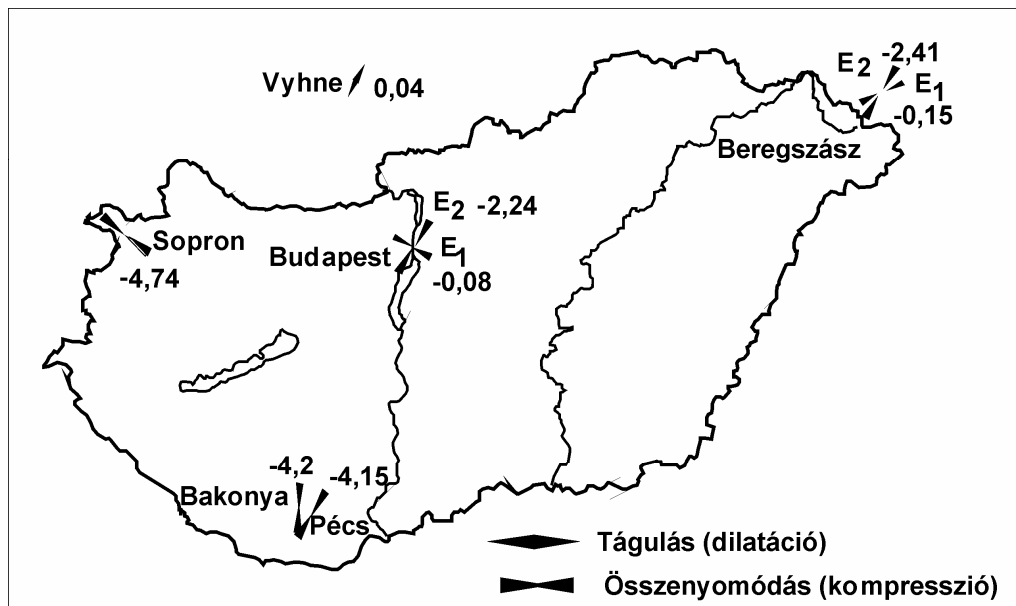 E2 -2,41
Vyhne 0,04
E1
-0,15
Beregszász
E2 -2,24
Sopron
Budapest E1
-4,74
-0,08
-4,2 -4,15
Bakonya
Pécs
Tágulás (dilatáció)
Összenyomódás (kompresszió)